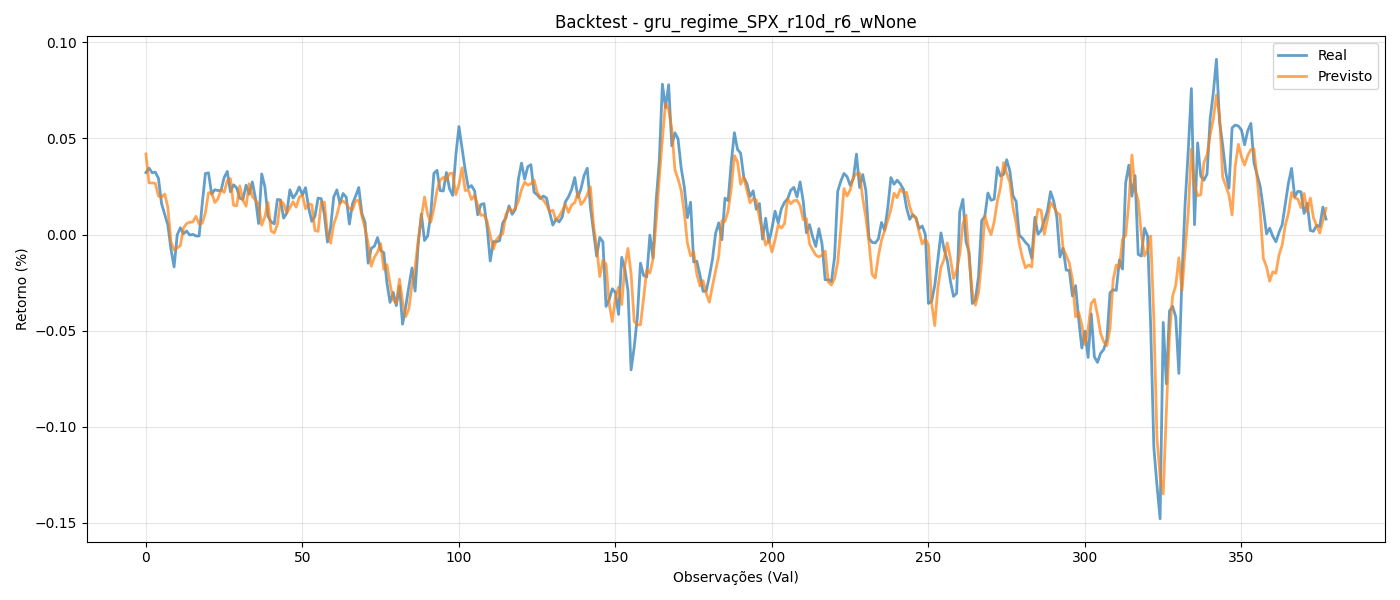 Backtest - gru_regime_SPX_r10d_r6_wNone
Real
Previsto
Retorno (%)
0.10
0.05
0.00
−0.05
−0.10
−0.15
0 50 100 150 200 250 300 350
Observações (Val)